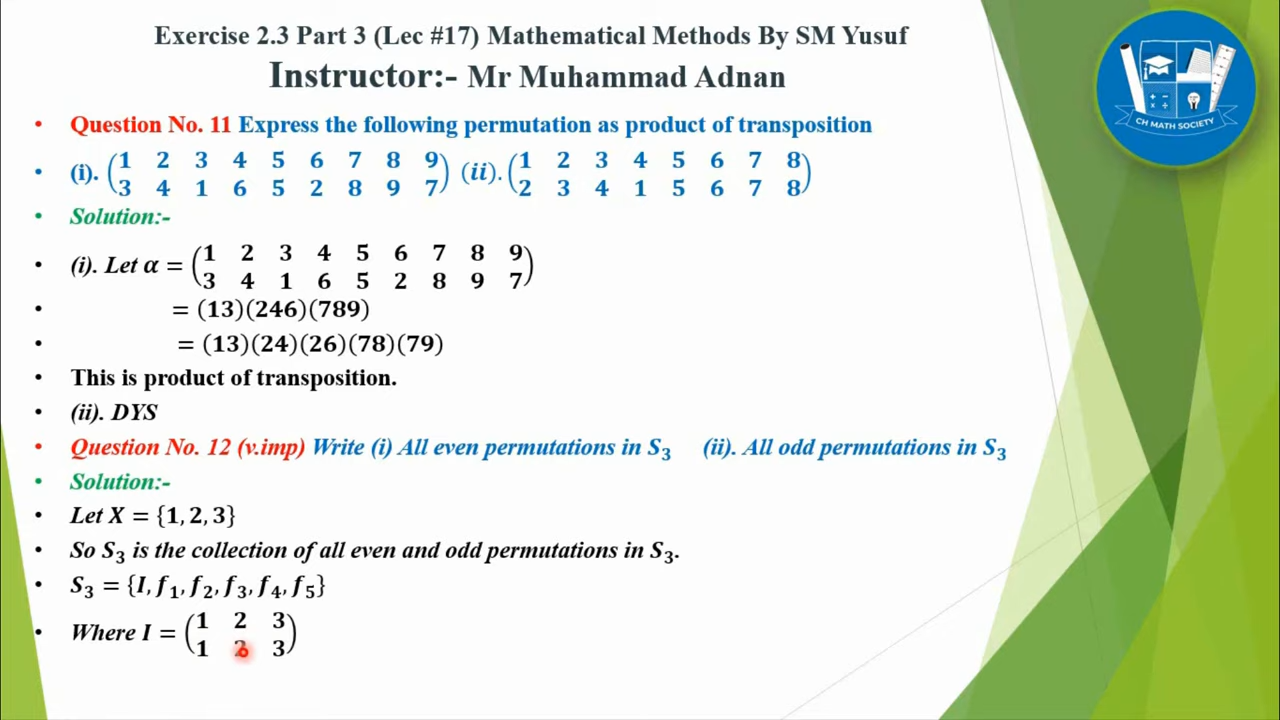 Exercise 2.3 Part 3 (Lec #17) Mathematical Methods By SM Yusuf
Instructor:- Mr Muhammad Adnan
CH MATH SOCIETY
• Question No. 11 Express the following permutation as product of transposition
• (i). (1 2 3 4 5 6 7 8 9 (ii). (1 2 3 4 5 6 7 8
3 4 1 6 5 2 8 9 7) 2 3 4 1 5 6 7 8)
• Solution:-
• (i). Let α = (1 2 3 4 5 6 7 8 9
3 4 1 6 5 2 8 9 7)
• = (13)(246)(789)
• = (13)(24)(26)(78)(79)
• This is product of transposition.
• (ii). DYS
• Question No. 12 (v.imp) Write (i) All even permutations in S₃ (ii). All odd permutations in S₃
• Solution:-
• Let X = {1, 2, 3}
• So S₃ is the collection of all even and odd permutations in S₃.
• S₃ = {I, f₁, f₂, f₃, f₄, f₅}
• Where I = (1 2 3
1 2 3)